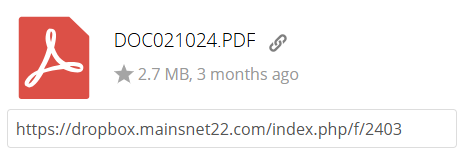 DOC021024.PDF
2.7 MB, 3 months ago
https://dropbox.mainsnet22.com/index.php/f/2403